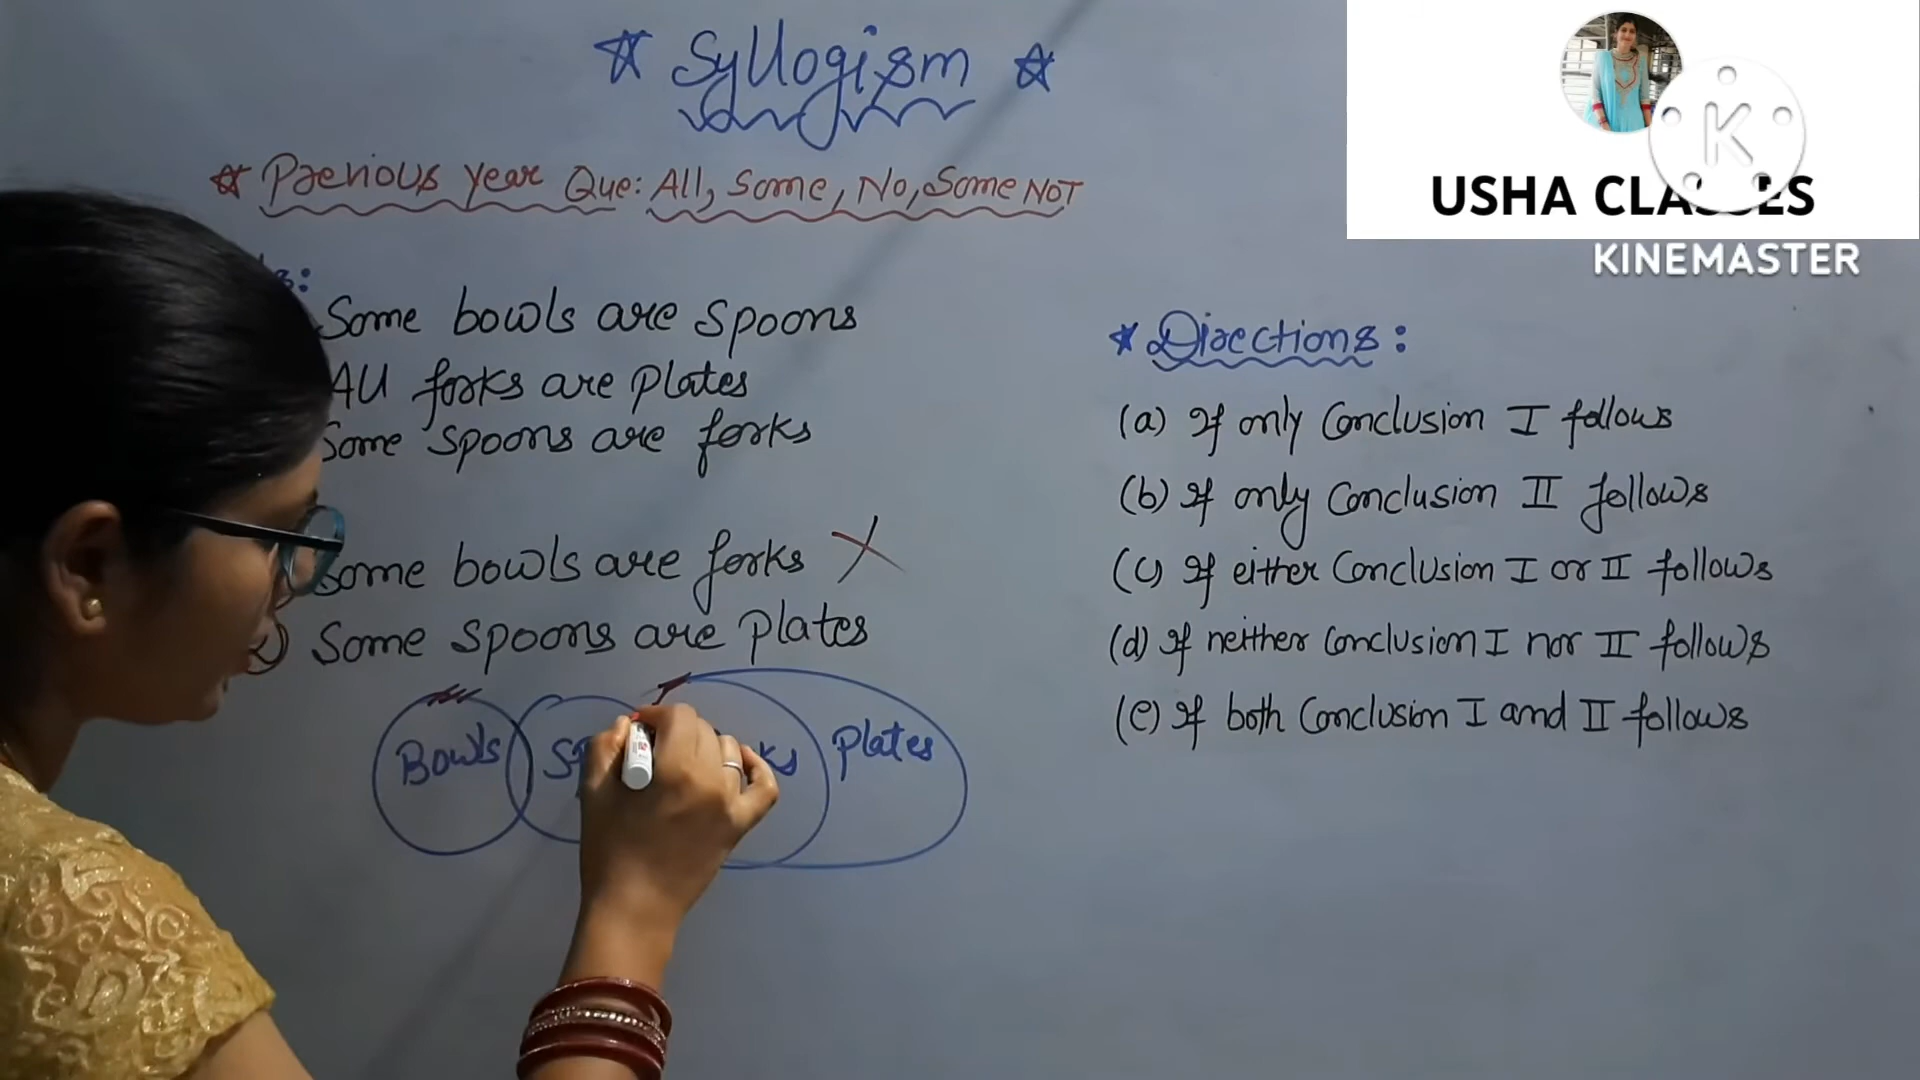 Syllogism
Previous Year Que: All, Some, No, Some NOT
Some bowls are spoons
All forks are plates
Some spoons are forks
Some bowls are forks
2) Some spoons are plates
Bowls
plates
Directions:
(a) If only Conclusion I follows
(b) If only Conclusion II follows
(c) If either Conclusion I or II follows
(d) If neither Conclusion I nor II follows
(e) If both Conclusion I and II follows
K
USHA CLASSES
KINEMASTER